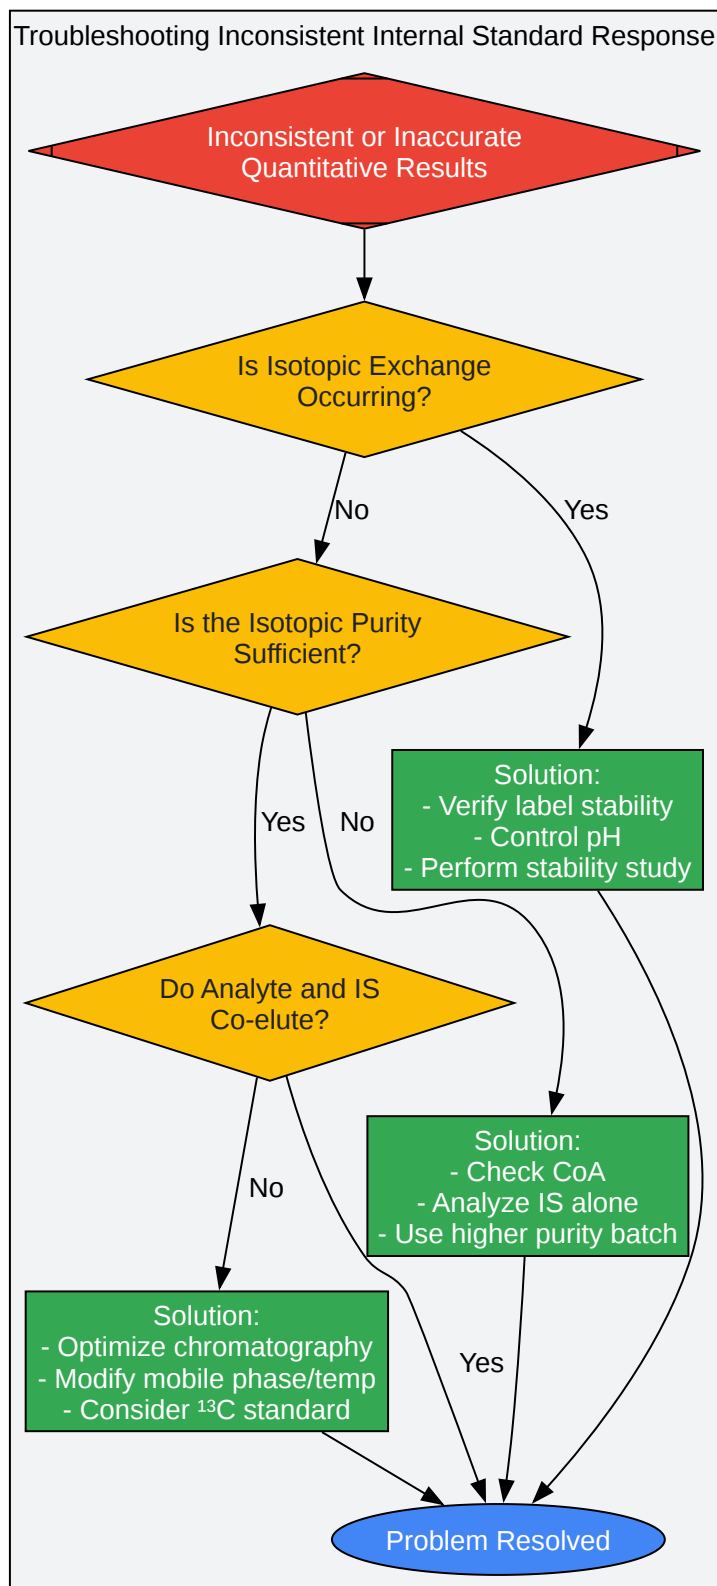 Troubleshooting Inconsistent Internal Standard Response
Inconsistent or Inaccurate
Quantitative Results
Is Isotopic Exchange
Occurring?
No
Yes
Is the Isotopic Purity
Sufficient?
Solution:
- Verify label stability
- Control pH
- Perform stability study
Yes
No
Do Analyte and IS
Co-elute?
Solution:
- Check CoA
- Analyze IS alone
- Use higher purity batch
No
Solution:
- Optimize chromatography
- Modify mobile phase/temp
- Consider ¹³C standard
Yes
Problem Resolved